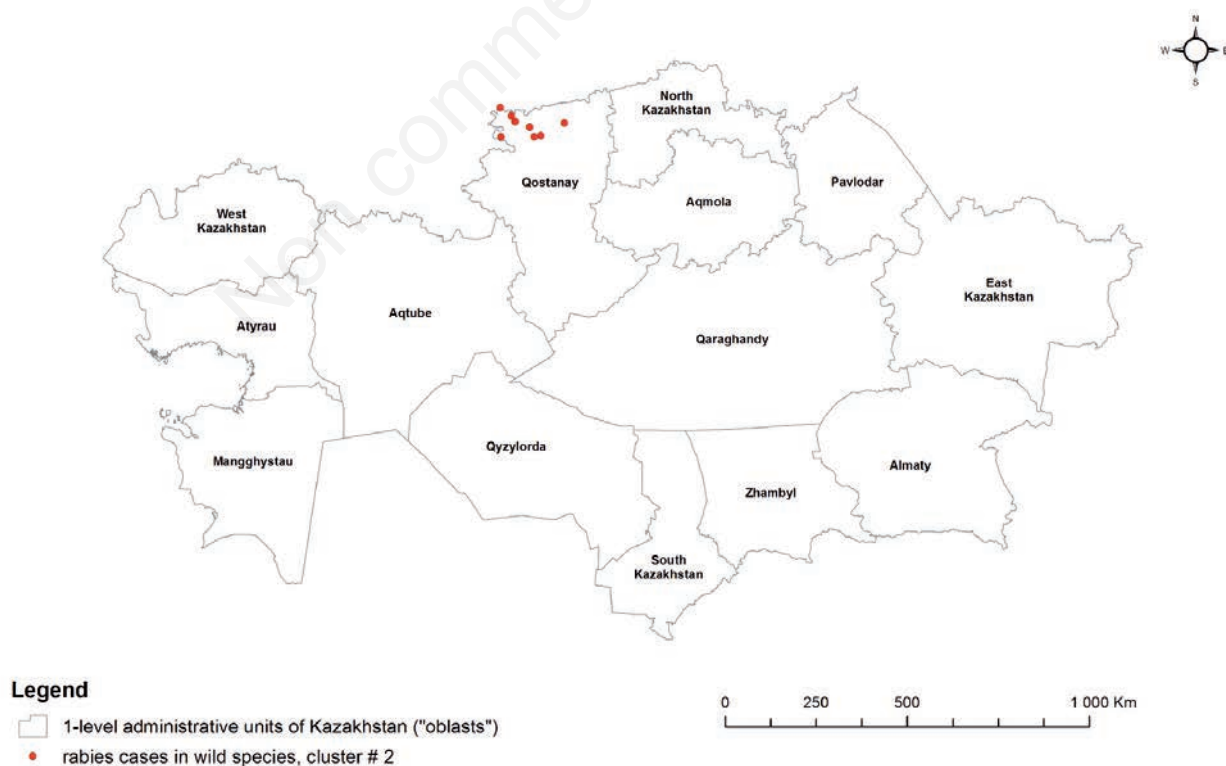 Non comme
N
W
E
S
North
Kazakhstan
Qostanay
Pavlodar
Aqmola
West
Kazakhstan
East
Kazakhstan
Aqtube
Atyrau
Qaraghandy
Qyzylorda
Mangghystau
Almaty
Zhambyl
South
Kazakhstan
Legend
1-level administrative units of Kazakhstan ("oblasts")
rabies cases in wild species, cluster # 2
0 250 500 1 000 Km